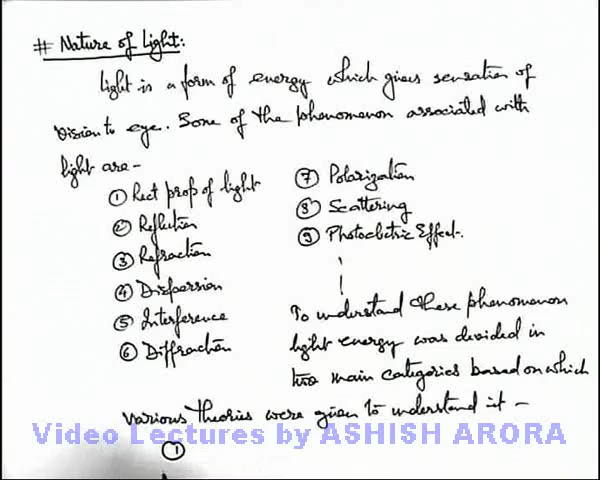 # Nature of Light:
Light is a form of energy which gives sensation of
vision to eye. Some of the phenomenon associated with
light are -
① Rect prop of light
② Reflection
③ Refraction
④ Dispersion
⑤ Interference
⑥ Diffraction
⑦ Polarization
⑧ Scattering
⑨ Photoelectric Effect.
To understand these phenomenon
light energy was devided in
two main categories based on which
various theories were given to understand it -
Video Lectures by ASHISH ARORA
①